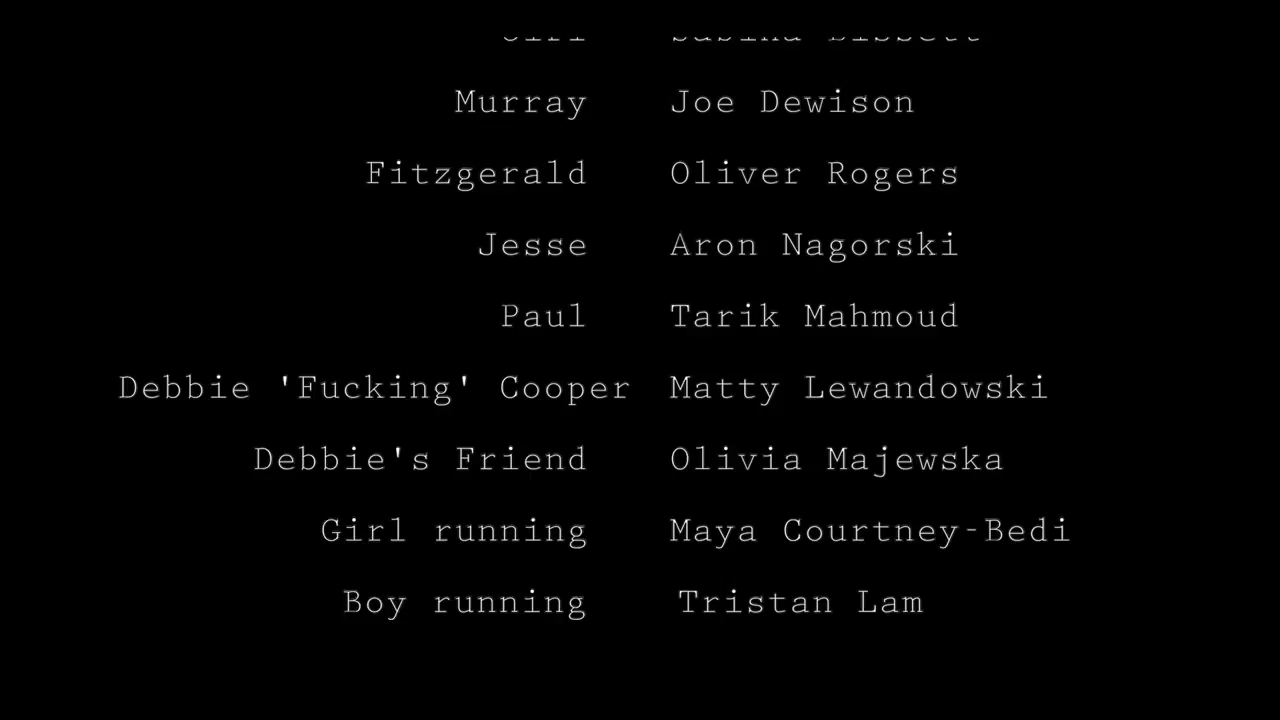 Murray Joe Dewison
Fitzgerald Oliver Rogers
Jesse Aron Nagorski
Paul Tarik Mahmoud
Debbie 'Fucking' Cooper Matty Lewandowski
Debbie's Friend Olivia Majewska
Girl running Maya Courtney-Bedi
Boy running Tristan Lam